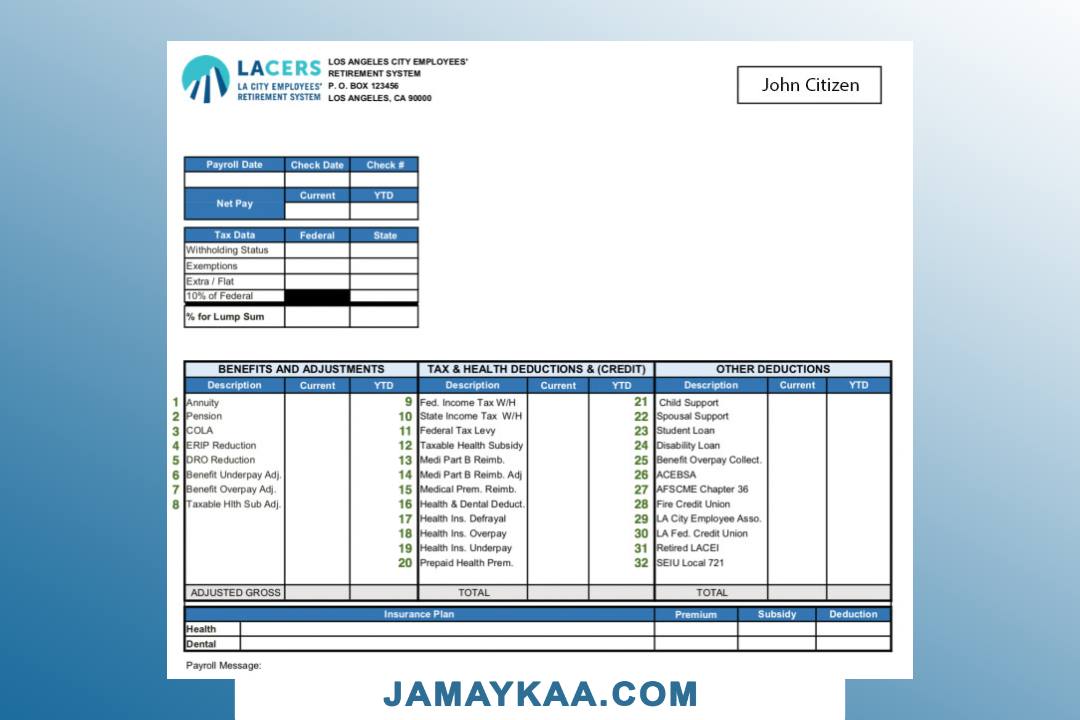 LACERS
LA CITY EMPLOYEES'
RETIREMENT SYSTEM
LOS ANGELES CITY EMPLOYEES'
RETIREMENT SYSTEM
P. O. BOX 123456
LOS ANGELES, CA 90000
John Citizen
Payroll Date Check Date Check #
Net Pay Current YTD
Tax Data Federal State
Withholding Status
Exemptions
Extra / Flat
10% of Federal
% for Lump Sum
BENEFITS AND ADJUSTMENTS TAX & HEALTH DEDUCTIONS & (CREDIT) OTHER DEDUCTIONS
Description Current YTD Description Current YTD Description Current YTD
1 Annuity 9 Fed. Income Tax W/H 21 Child Support
2 Pension 10 State Income Tax W/H 22 Spousal Support
3 COLA 11 Federal Tax Levy 23 Student Loan
4 ERIP Reduction 12 Taxable Health Subsidy 24 Disability Loan
5 DRO Reduction 13 Medi Part B Reimb. 25 Benefit Overpay Collect.
6 Benefit Underpay Adj. 14 Medi Part B Reimb. Adj 26 ACEBSA
7 Benefit Overpay Adj. 15 Medical Prem. Reimb. 27 AFSCME Chapter 36
8 Taxable Hlth Sub Adj. 16 Health & Dental Deduct. 28 Fire Credit Union
17 Health Ins. Defrayal 29 LA City Employee Asso.
18 Health Ins. Overpay 30 LA Fed. Credit Union
19 Health Ins. Underpay 31 Retired LACEI
20 Prepaid Health Prem. 32 SEIU Local 721
ADJUSTED GROSS TOTAL TOTAL
Insurance Plan Premium Subsidy Deduction
Health
Dental
Payroll Message:
JAMAYKAA.COM